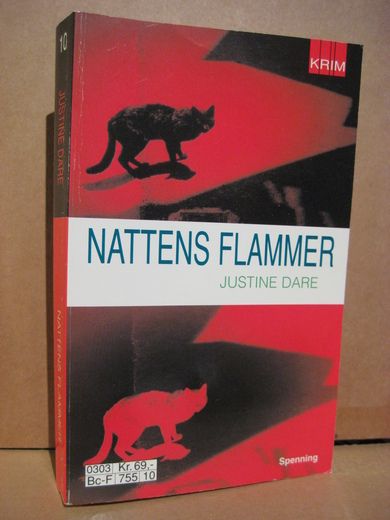 KRIM
NATTENS FLAMMER
JUSTINE DARE
Spenning
0303 Kr. 69,-
Bc-F 755 10
10
JUSTINE DARE
NATTENS FLAMMER